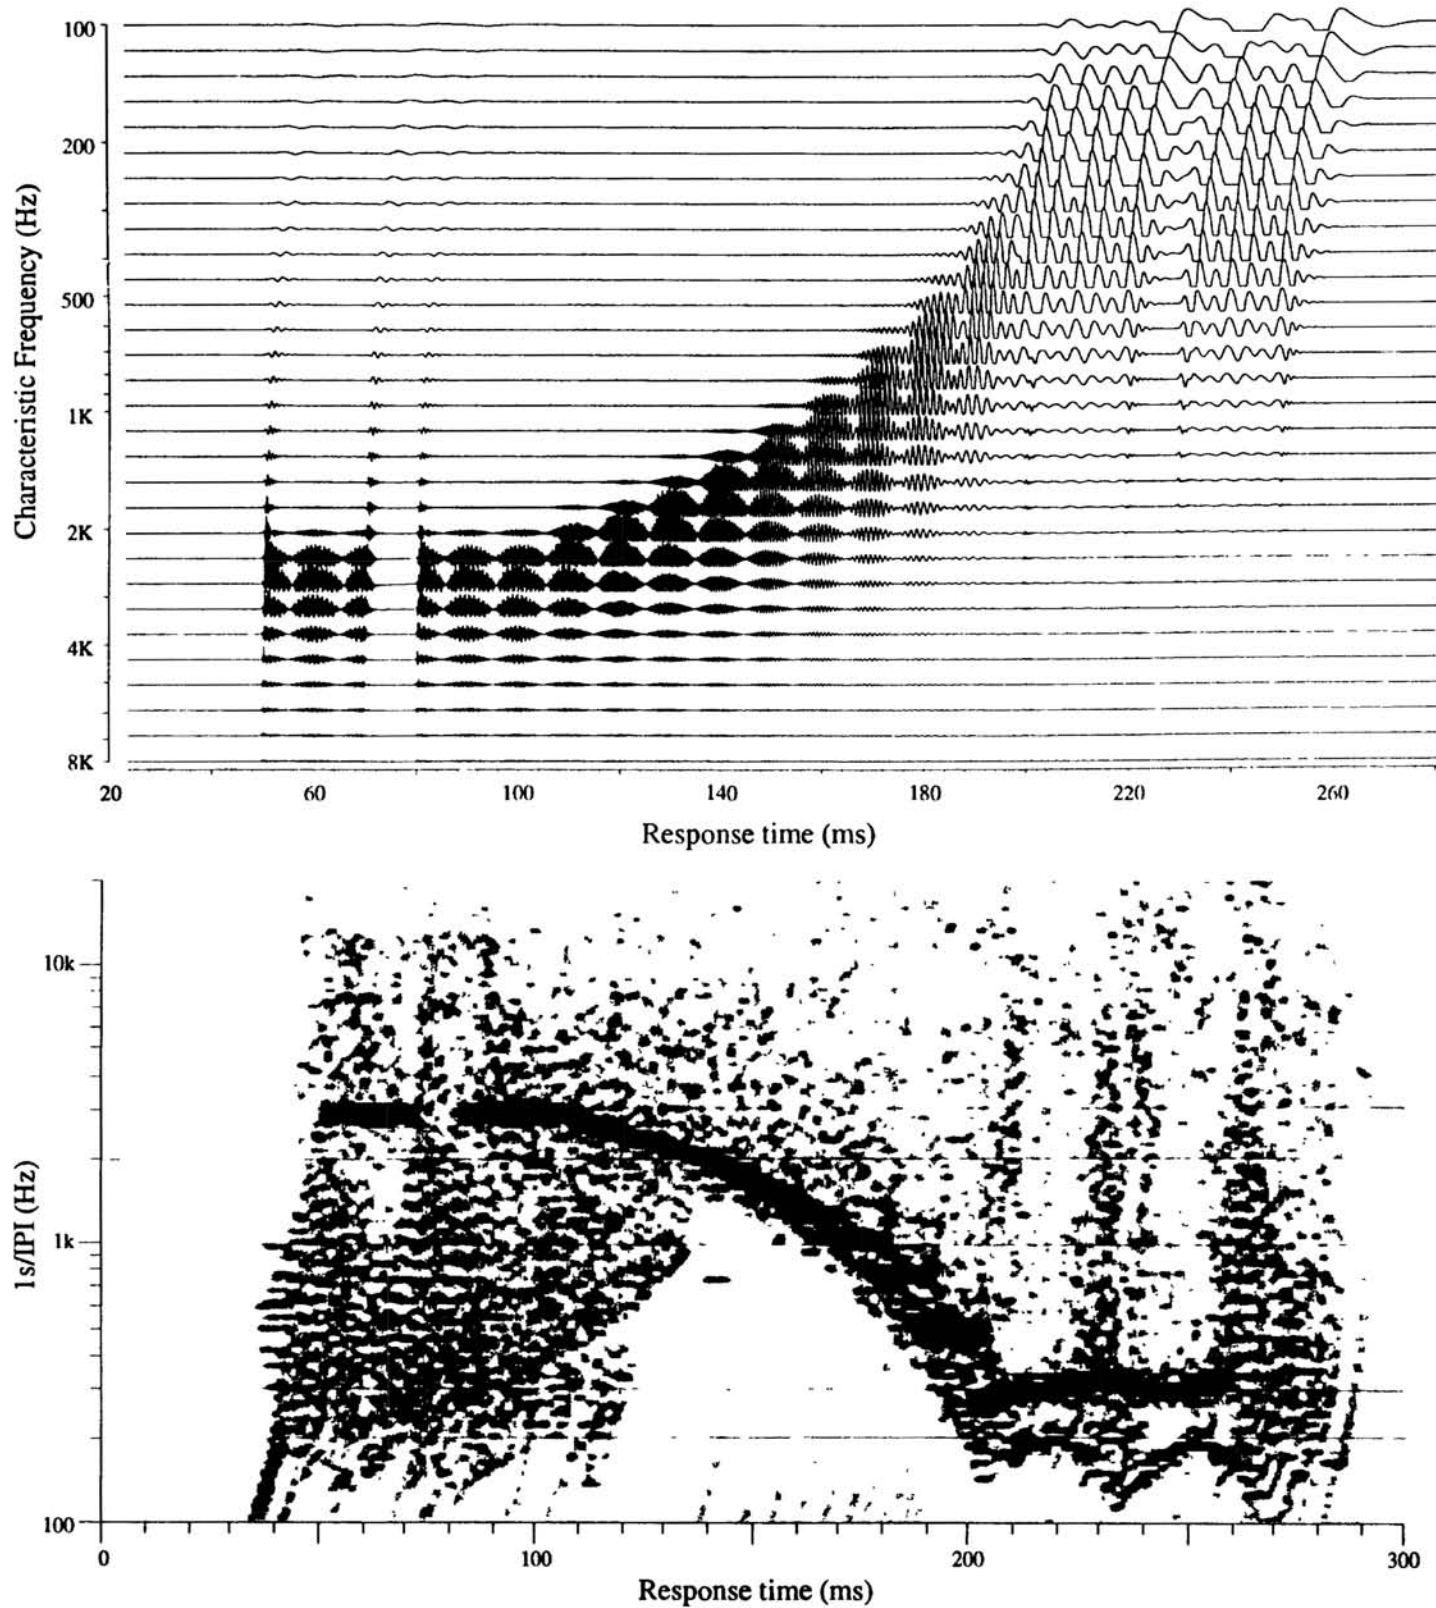 100
200
500
1K
2K
4K
8K
Characteristic Frequency (Hz)
20 60 100 140 180 220 260
Response time (ms)
10k
1k
100
1s/IPI (Hz)
0 100 200 300
Response time (ms)